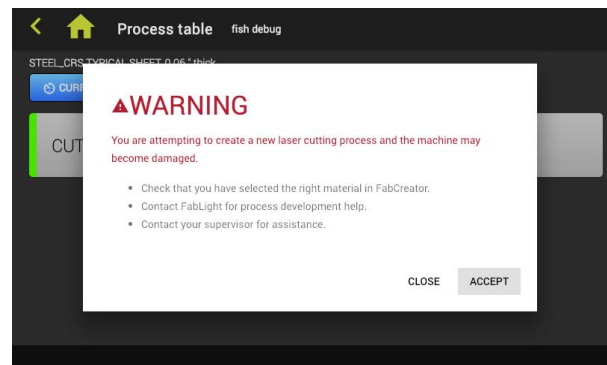 Process table fish debug
STEEL_CRS TYPICAL SHEET 0.06" thick
CURR
CUT
WARNING
You are attempting to create a new laser cutting process and the machine may
become damaged.
Check that you have selected the right material in FabCreator.
Contact FabLight for process development help.
Contact your supervisor for assistance.
CLOSE ACCEPT